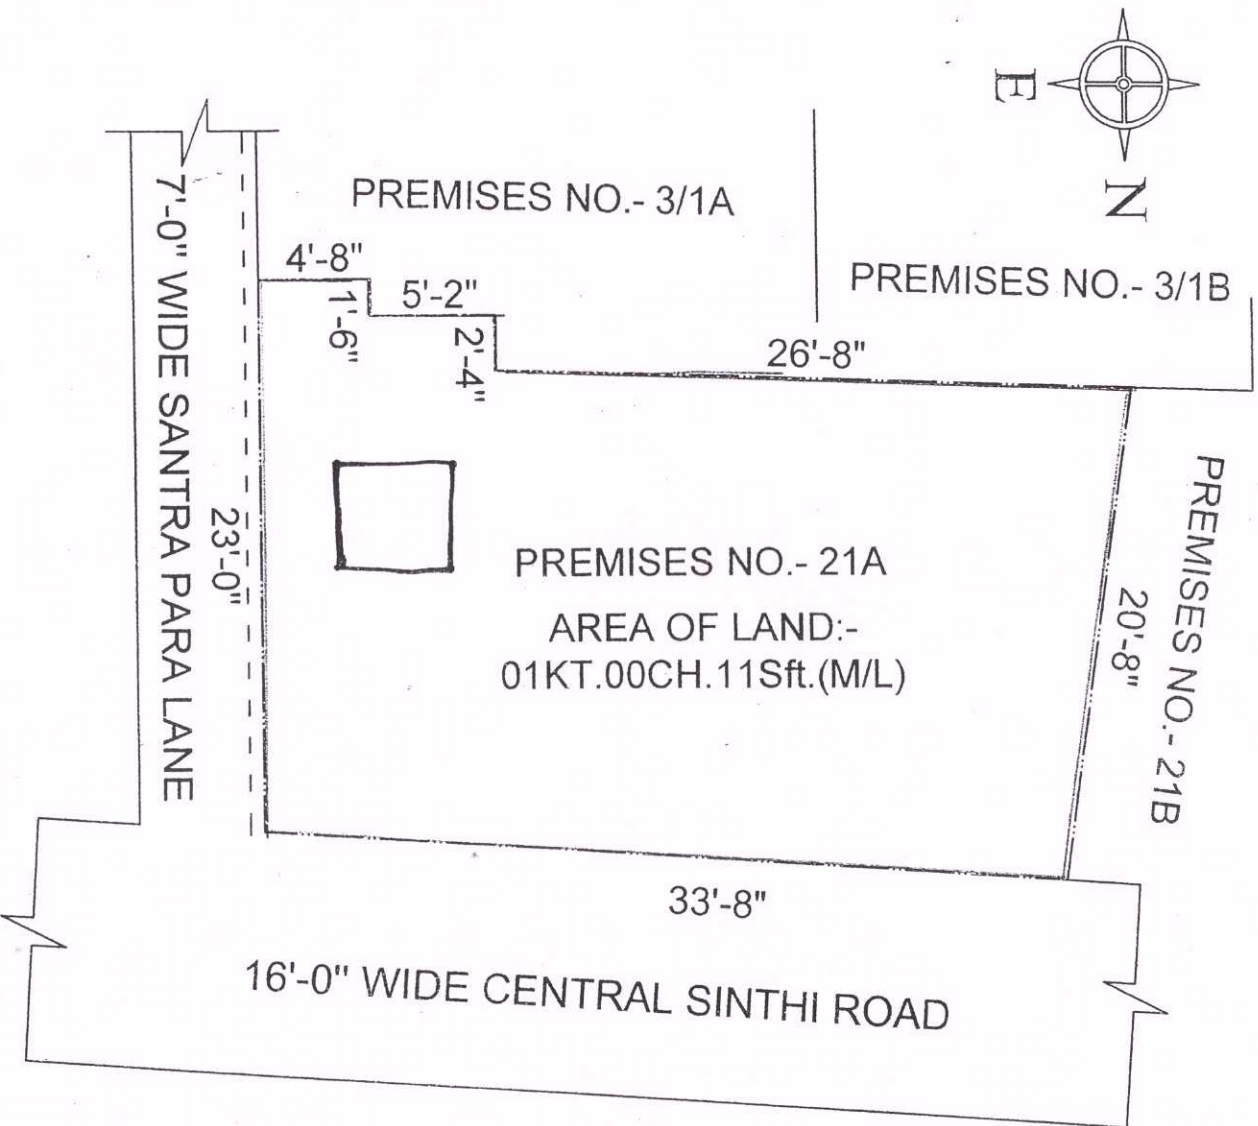 E
N
PREMISES NO.- 3/1A
PREMISES NO.- 3/1B
4'-8"
1'-6"
5'-2"
2'-4"
26'-8"
7'-0" WIDE SANTRA PARA LANE
23'-0"
PREMISES NO.- 21A
AREA OF LAND:-
01KT.00CH.11Sft.(M/L)
20'-8"
PREMISES NO.- 21B
33'-8"
16'-0" WIDE CENTRAL SINTHI ROAD